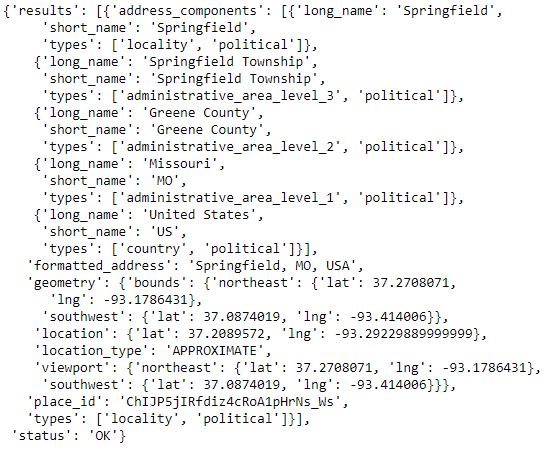 {'results': [{'address_components': [{'long_name': 'Springfield',
'short_name': 'Springfield',
'types': ['locality', 'political']},
{'long_name': 'Springfield Township',
'short_name': 'Springfield Township',
'types': ['administrative_area_level_3', 'political']},
{'long_name': 'Greene County',
'short_name': 'Greene County',
'types': ['administrative_area_level_2', 'political']},
{'long_name': 'Missouri',
'short_name': 'MO',
'types': ['administrative_area_level_1', 'political']},
{'long_name': 'United States',
'short_name': 'US',
'types': ['country', 'political']}],
'formatted_address': 'Springfield, MO, USA',
'geometry': {'bounds': {'northeast': {'lat': 37.2708071,
'lng': -93.1786431},
'southwest': {'lat': 37.0874019, 'lng': -93.414006}},
'location': {'lat': 37.2089572, 'lng': -93.29229889999999},
'location_type': 'APPROXIMATE',
'viewport': {'northeast': {'lat': 37.2708071, 'lng': -93.1786431},
'southwest': {'lat': 37.0874019, 'lng': -93.414006}}},
'place_id': 'ChIJP5jIRfdiz4cRoA1pHrNs_Ws',
'types': ['locality', 'political']}],
'status': 'OK'}